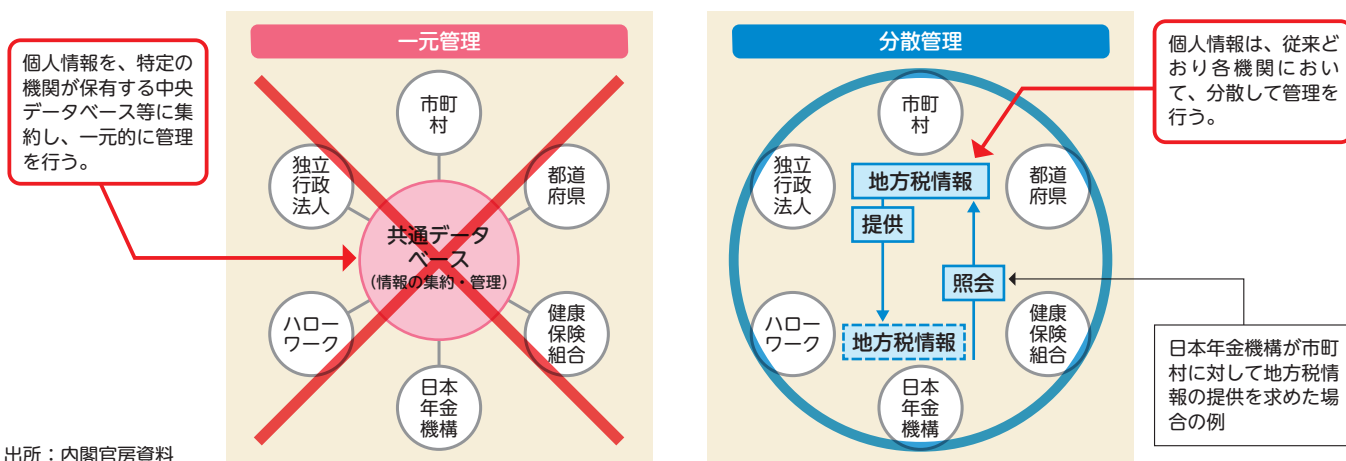 一元管理
個人情報を、特定の
機関が保有する中央
データベース等に集
約し、一元的に管理
を行う。
市町
村
独立
行政
法人
都道
府県
共通データ
ベース
(情報の集約・管理)
ハロー
ワーク
健康
保険
組合
日本
年金
機構
出所：内閣官房資料
分散管理
個人情報は、従来ど
おり各機関におい
て、分散して管理を
行う。
市町
村
独立
行政
法人
都道
府県
地方税情報
提供
照会
地方税情報
ハロー
ワーク
健康
保険
組合
日本
年金
機構
日本年金機構が市町
村に対して地方税情
報の提供を求めた場
合の例